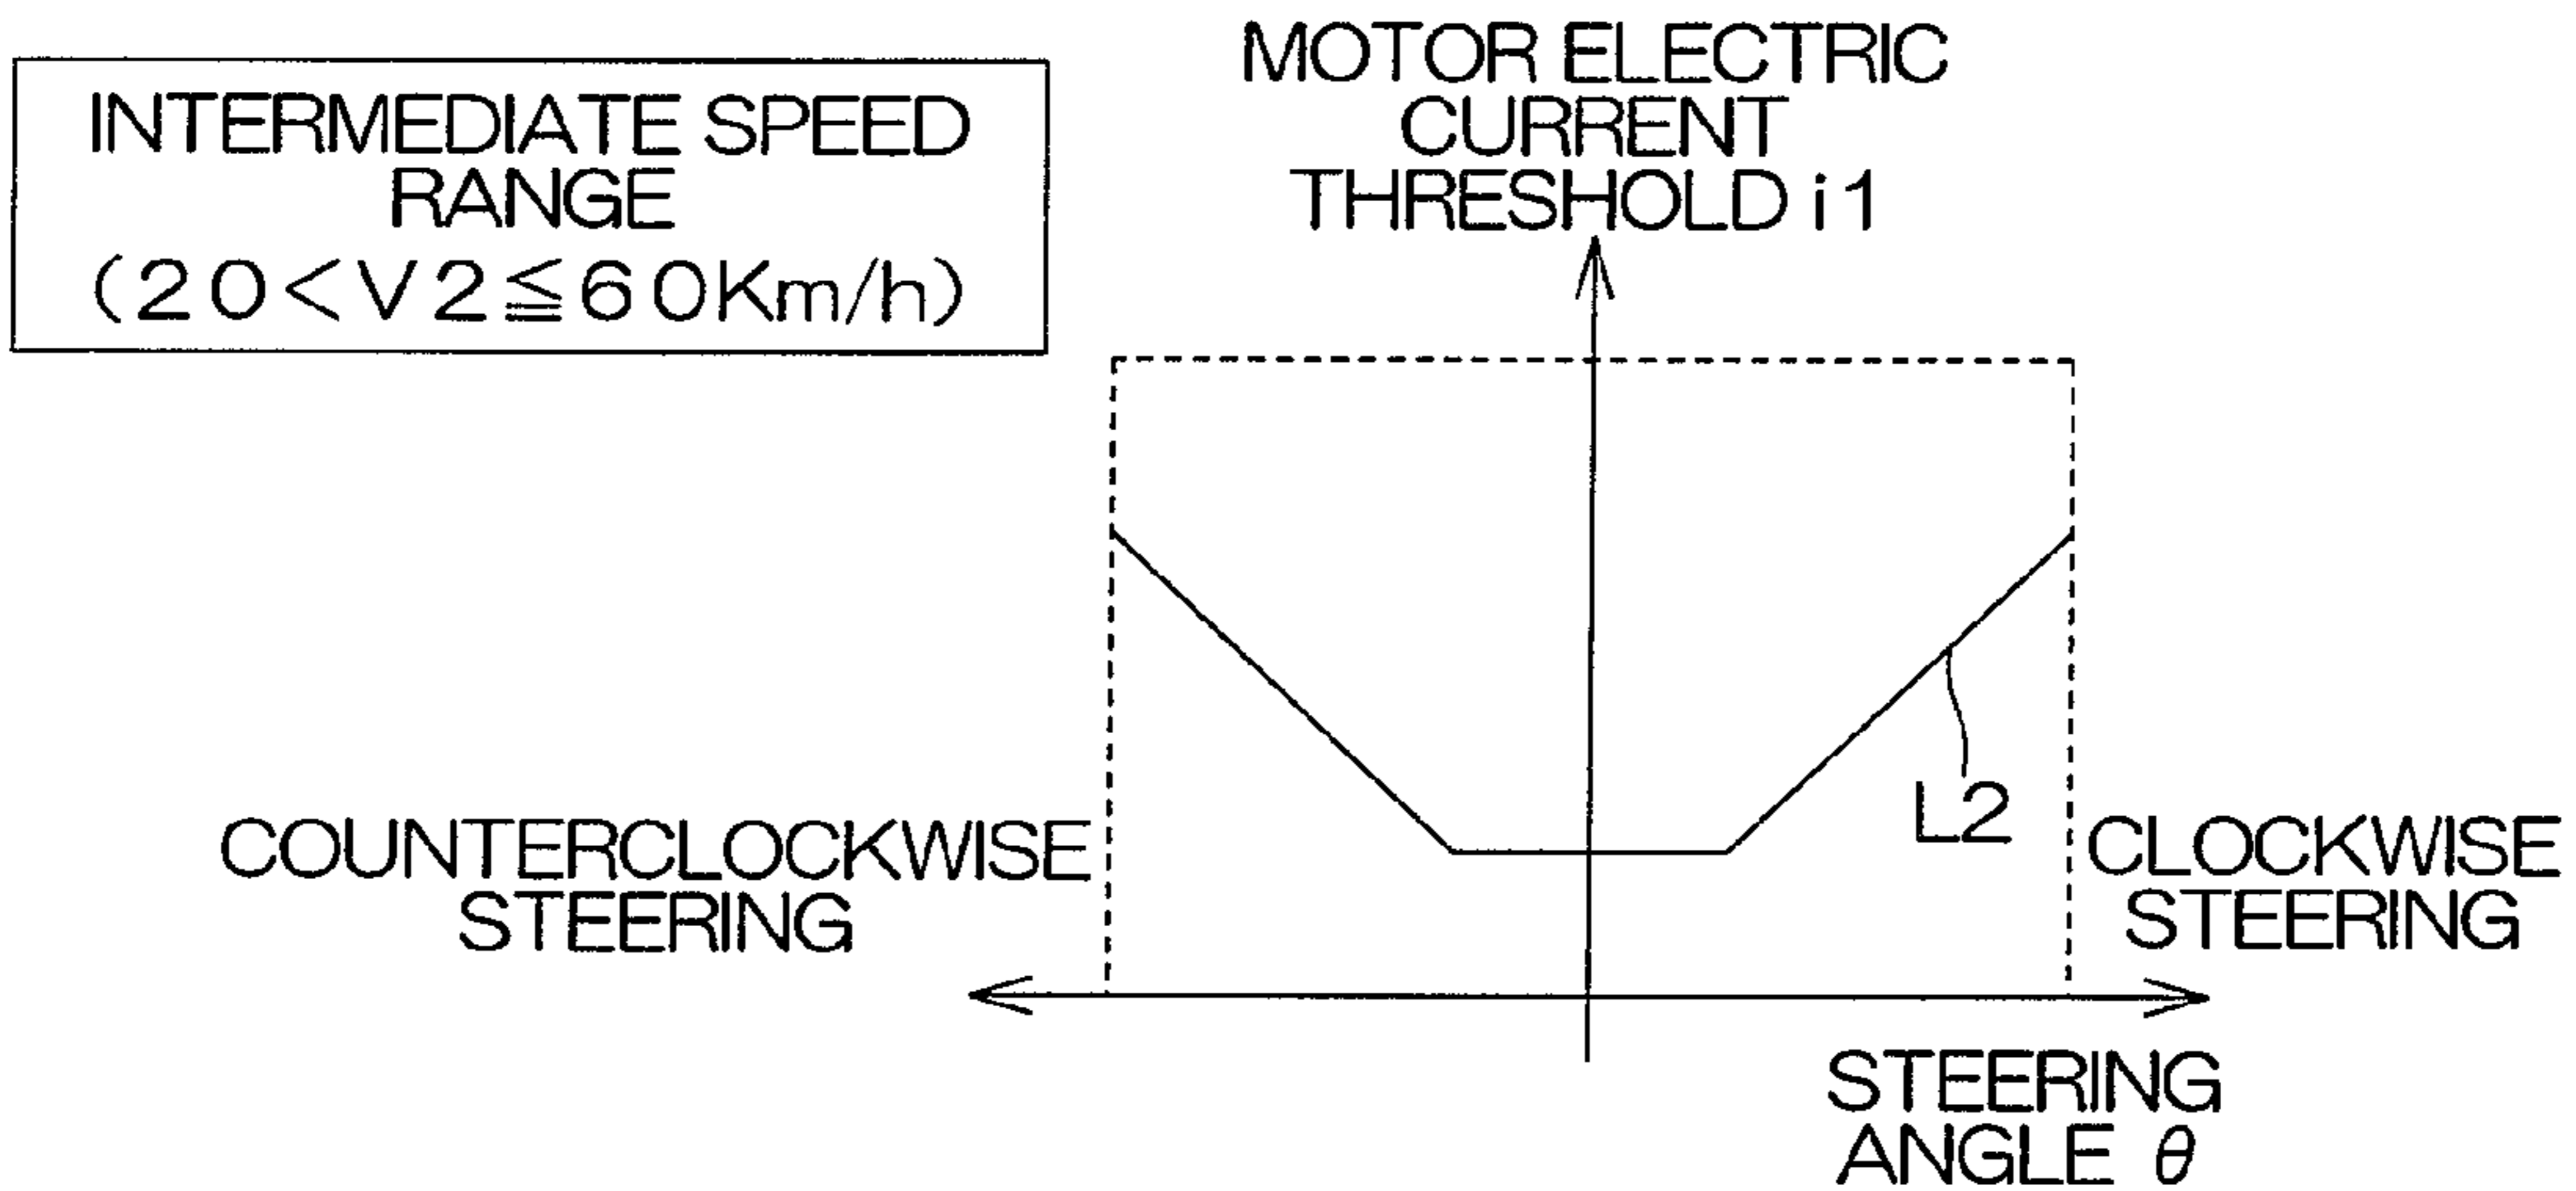 INTERMEDIATE SPEED
RANGE
(20<V2≦60Km/h)
MOTOR ELECTRIC
CURRENT
THRESHOLD i1
COUNTERCLOCKWISE
STEERING
L2
CLOCKWISE
STEERING
STEERING
ANGLE θ